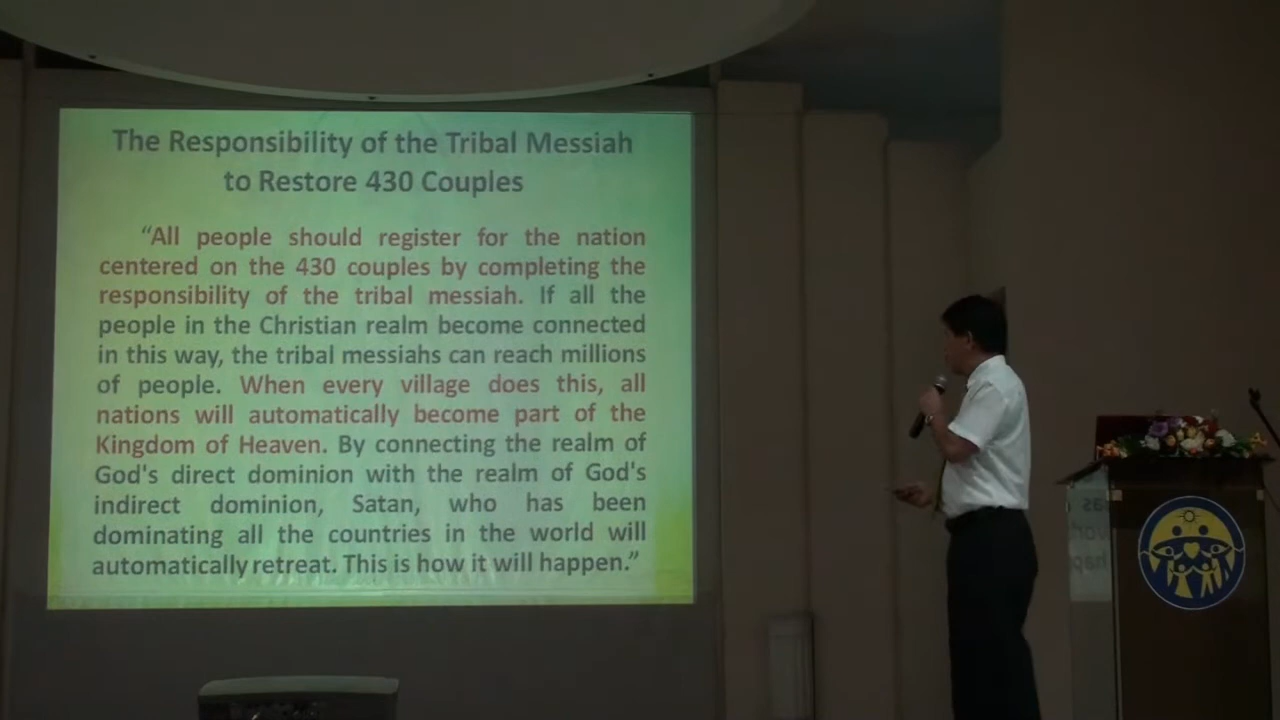 The Responsibility of the Tribal Messiah
to Restore 430 Couples
“All people should register for the nation
centered on the 430 couples by completing the
responsibility of the tribal messiah. If all the
people in the Christian realm become connected
in this way, the tribal messiahs can reach millions
of people. When every village does this, all
nations will automatically become part of the
Kingdom of Heaven. By connecting the realm of
God's direct dominion with the realm of God's
indirect dominion, Satan, who has been
dominating all the countries in the world will
automatically retreat. This is how it will happen.”